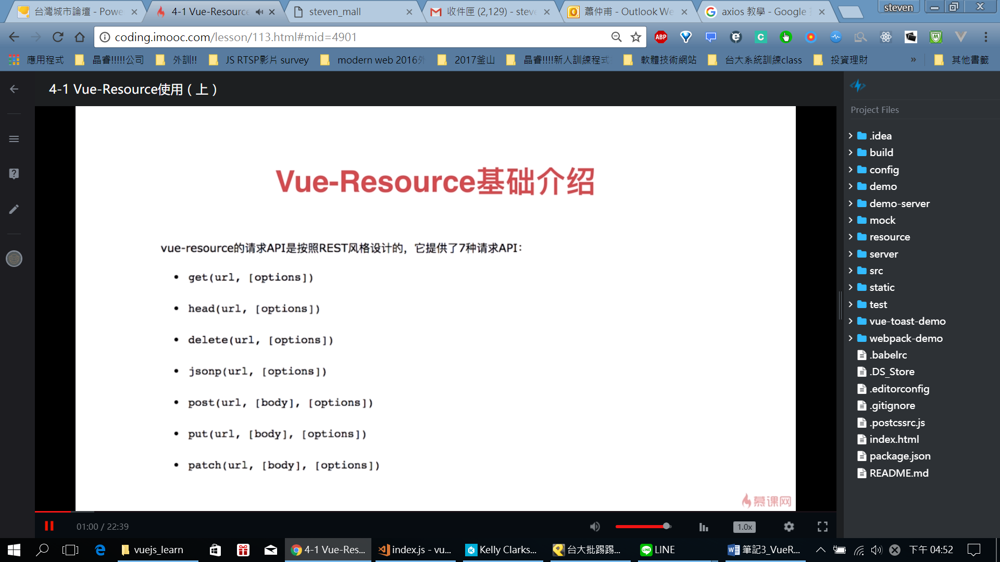 台灣城市論壇 - Powe
4-1 Vue-Resource
steven_mall
收件匣 (2,129) - steve
蕭仲甫 - Outlook We
axios 教學 - Google
steven
coding.imooc.com/lesson/113.html#mid=4901
ABP
應用程式
晶睿!!!!!公司
外訓!!
JS RTSP影片 survey
modern web 2016
2017釜山
晶睿!!!!新人訓練程式
軟體技術網站
台大系統訓練class
投資理財
»
其他書籤
4-1 Vue-Resource使用 ( 上 )
Vue-Resource基础介绍
vue-resource的请求API是按照REST风格设计的，它提供了7种请求API：
• get(url, [options])
• head(url, [options])
• delete(url, [options])
• jsonp(url, [options])
• post(url, [body], [options])
• put(url, [body], [options])
• patch(url, [body], [options])
慕课网
01:00 / 22:39
1.0x
Project Files
.idea
build
config
demo
demo-server
mock
resource
server
src
static
test
vue-toast-demo
webpack-demo
.babelrc
.DS_Store
.editorconfig
.gitignore
.postcssrc.js
index.html
package.json
README.md
vuejs_learn
4-1 Vue-Res...
index.js - vu...
Kelly Clarks...
台大批踢踢...
LINE
筆記3_VueR...
下午 04:52